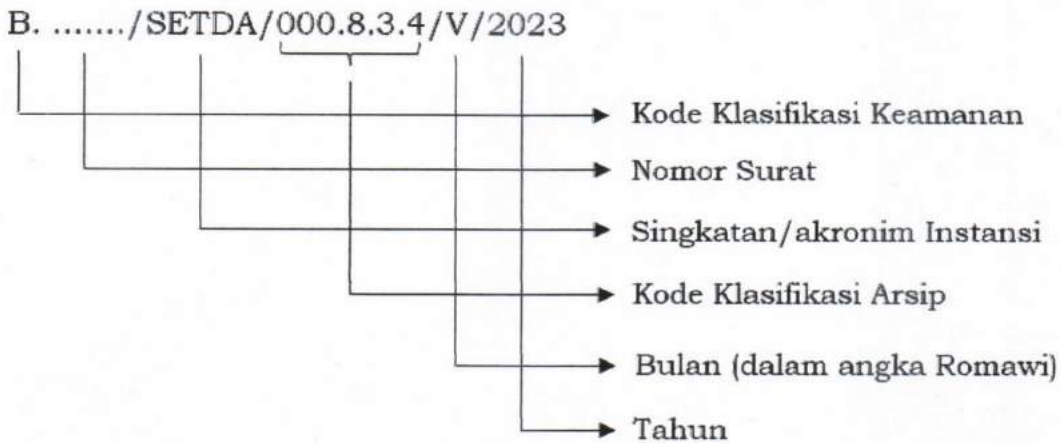 B. ......./SETDA/000.8.3.4/V/2023
Kode Klasifikasi Keamanan
Nomor Surat
Singkatan/akronim Instansi
Kode Klasifikasi Arsip
Bulan (dalam angka Romawi)
Tahun